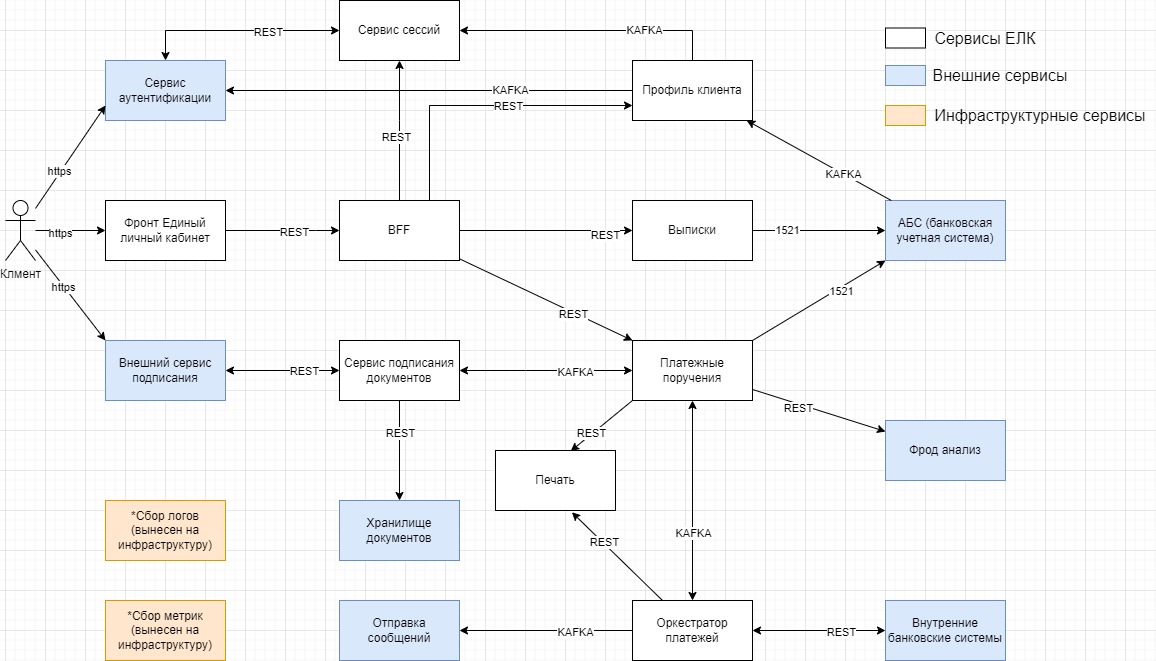 REST
Сервис сессий
KAFKA
Сервисы ЕЛК
Сервис
аутентификации
KAFKA
REST
Профиль клиента
Внешние сервисы
Инфраструктурные сервисы
REST
https
KAFKA
https
Фронт Единый
личный кабинет
REST
BFF
REST
Выписки
1521
АБС (банковская
учетная система)
Клмент
https
REST
1521
Внешний сервис
подписания
REST
Сервис подписания
документов
KAFKA
Платежные
поручения
REST
REST
REST
Фрод анализ
Печать
*Сбор логов
(вынесен на
инфраструктуру)
Хранилище
документов
REST
KAFKA
*Сбор метрик
(вынесен на
инфраструктуру)
Отправка
сообщений
KAFKA
Оркестратор
платежей
REST
Внутренние
банковские системы